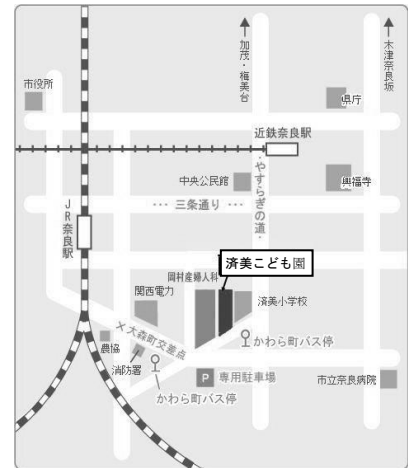 加茂・梅美台
木津奈良坂
市役所
県庁
近鉄奈良駅
中央公民館
興福寺
・やすらぎの道・
… 三条通り …
JR奈良駅
済美こども園
岡村産婦人科
関西電力
済美小学校
×大森町交差点
かわら町バス停
農協
消防署
P 専用駐車場
市立奈良病院
かわら町バス停